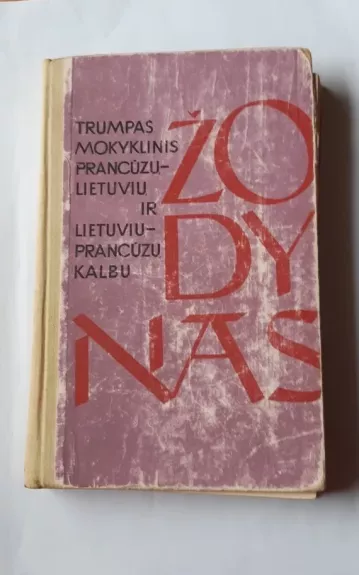 TRUMPAS
MOKYKLINIS
PRANCŪZU-
LIETUVIU
IR
LIETUVIU-
PRANCŪZU
KALBU
ŽO
DY
NAS